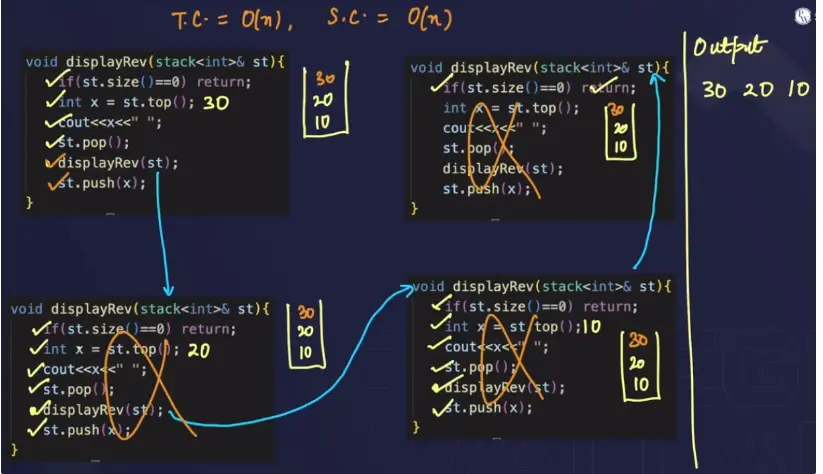 T.C. = O(n), S.C. = O(n)
void displayRev(stack<int>& st){
if(st.size()==0) return;
int x = st.top(); 30
cout<<x<<" ";
st.pop();
displayRev(st);
st.push(x);
}
30
20
10
void displayRev(stack<int>& st){
if(st.size()==0) return;
int x = st.top();
cout<<x<<" ";
st.pop();
displayRev(st);
st.push(x);
}
30
20
10
Output
30 20 10
void displayRev(stack<int>& st){
if(st.size()==0) return;
int x = st.top(); 20
cout<<x<<" ";
st.pop();
displayRev(st);
st.push(x);
}
30
20
10
void displayRev(stack<int>& st){
if(st.size()==0) return;
int x = st.top();10
cout<<x<<" ";
st.pop();
displayRev(st);
st.push(x);
}
30
20
10